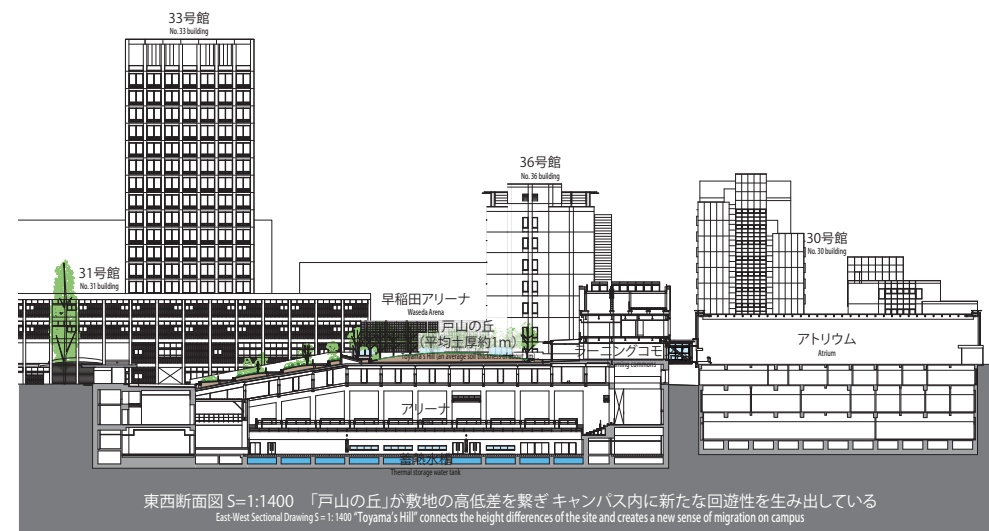 33号館
No. 33 building
36号館
No. 36 building
30号館
No. 30 building
31号館
No. 31 building
早稲田アリーナ
Waseda Arena
戸山の丘
(平均土厚約1m)
Toyama's Hill (an average soil thickness of
ラーニングコモ
learning commons
アトリウム
Atrium
アリーナ
蓄熱水槽
Thermal storage water tank
東西断面図 S=1:1400 「戸山の丘」が敷地の高低差を繋ぎ キャンパス内に新たな回遊性を生み出している
East-West Sectional Drawing S = 1: 1400 "Toyama's Hill" connects the height differences of the site and creates a new sense of migration on campus